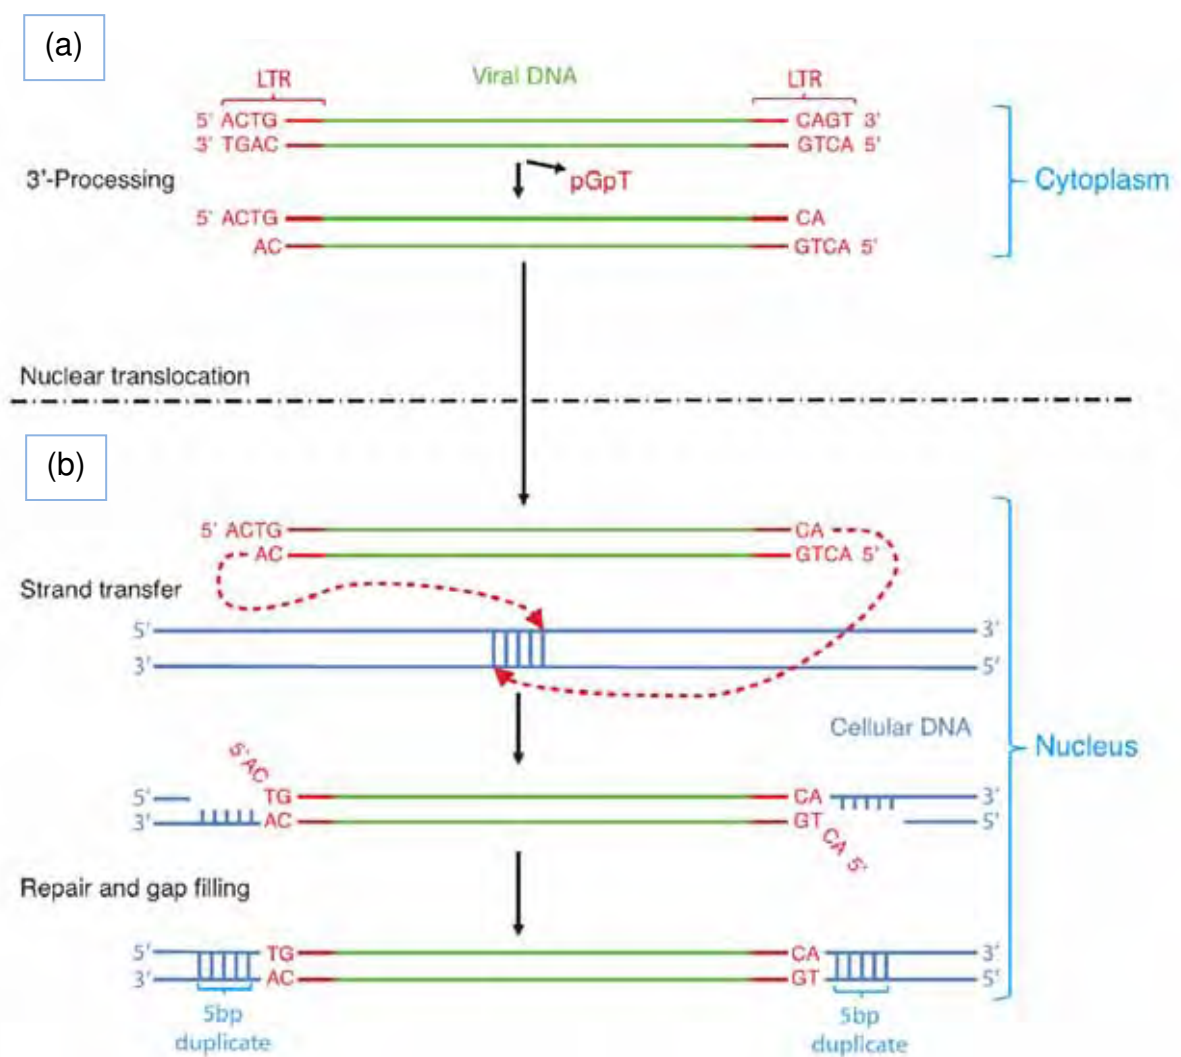 (a)
LTR Viral DNA LTR
5' ACTG CAGT 3'
3' TGAC GTCA 5'
3'-Processing
pGpT
Cytoplasm
5' ACTG CA
AC GTCA 5'
Nuclear translocation
(b)
5' ACTG CA
AC GTCA 5'
Strand transfer
5' 3'
3' 5'
Cellular DNA
Nucleus
5' AC
5' TG CA 3'
3' AC GT 5'
CA 5'
Repair and gap filling
5' TG CA 3'
3' AC GT 5'
5bp 5bp
duplicate duplicate